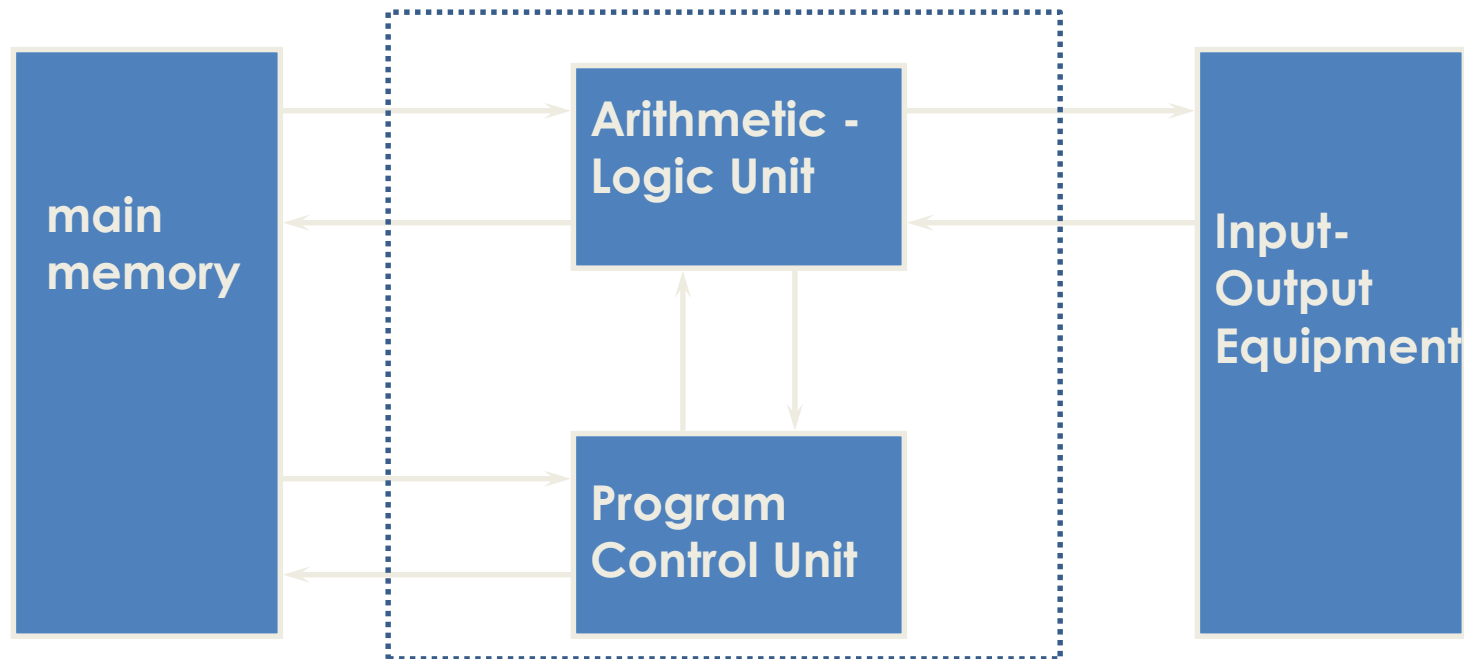 main
memory
Arithmetic -
Logic Unit
Program
Control Unit
Input-
Output
Equipment